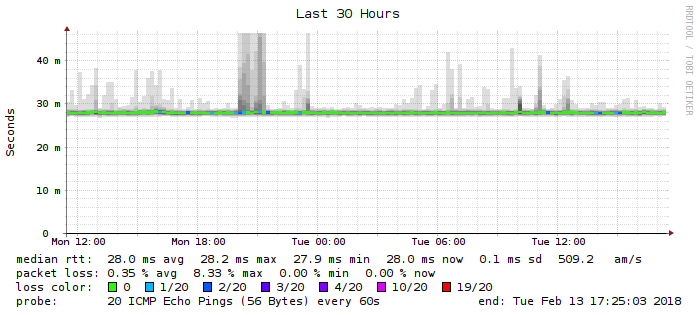 Last 30 Hours
RRDTOOL / TOBI OETIKER
Seconds
40 m
30 m
20 m
10 m
0
Mon 12:00 Mon 18:00 Tue 00:00 Tue 06:00 Tue 12:00
median rtt: 28.0 ms avg 28.2 ms max 27.9 ms min 28.0 ms now 0.1 ms sd 509.2 am/s
packet loss: 0.35 % avg 8.33 % max 0.00 % min 0.00 % now
loss color: 0 1/20 2/20 3/20 4/20 10/20 19/20
probe: 20 ICMP Echo Pings (56 Bytes) every 60s end: Tue Feb 13 17:25:03 2018